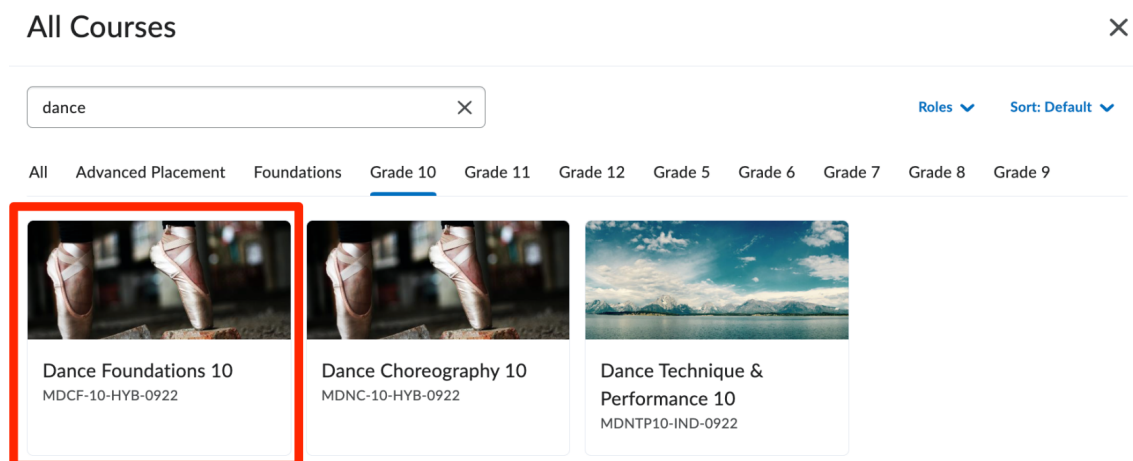 All Courses
dance
Roles Sort: Default
All Advanced Placement Foundations Grade 10 Grade 11 Grade 12 Grade 5 Grade 6 Grade 7 Grade 8 Grade 9
Dance Foundations 10
MDCF-10-HYB-0922
Dance Choreography 10
MDNC-10-HYB-0922
Dance Technique &
Performance 10
MDNTP10-IND-0922